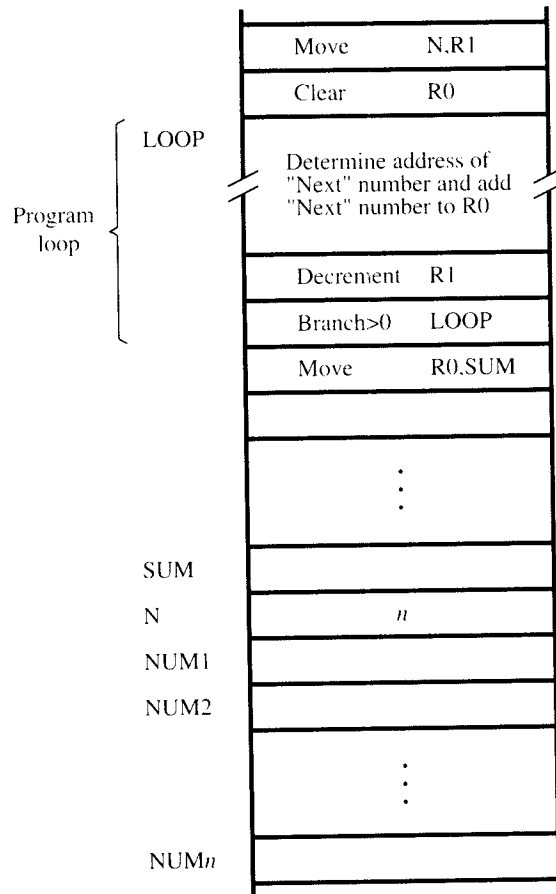 Move N,R1
Clear R0
LOOP
Determine address of
"Next" number and add
"Next" number to R0
Program
loop
Decrement R1
Branch>0 LOOP
Move R0,SUM
SUM
N n
NUM1
NUM2
NUMn